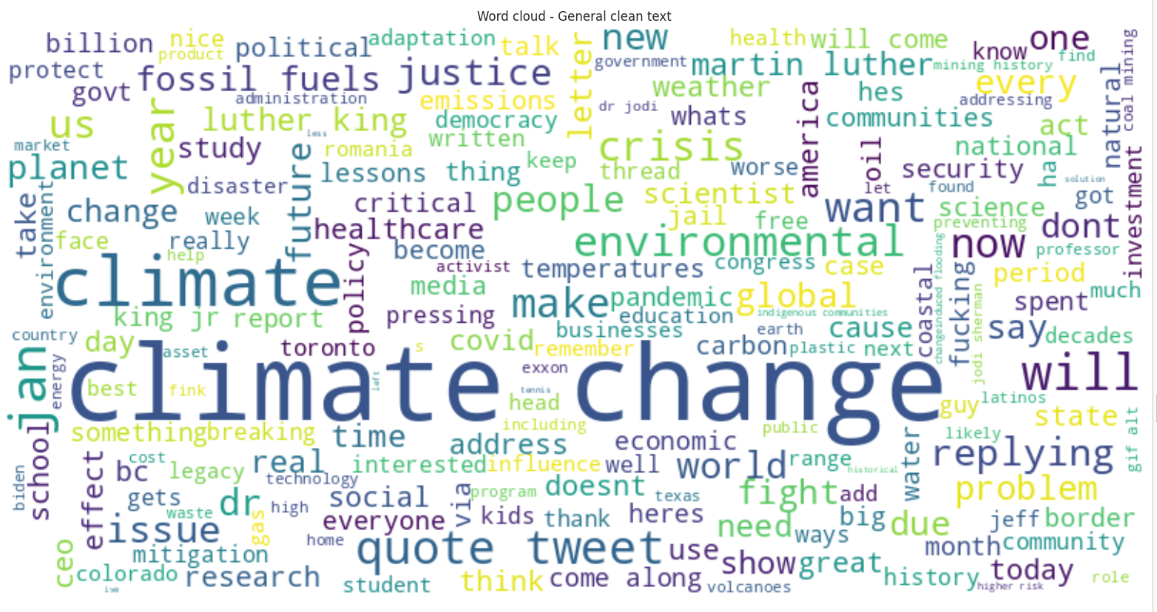 Word cloud - General clean text
billion
nice
product
political
adaptation
talk
letter
new
government
health
will come
know
one
find
protect
govt
fossil fuels
justice
martin luther
mining history
coal mining
administration
emissions
dr jodi
weather
hes
every
addressing
natural
us
year
luther king
democracy
whats
america
communities
act
market
study
future
less
romania
written
crisis
oil
national
planet
disaster
lessons
thing
keep
thread
worse
security
ha
solution
take
environment
change
week
critical
people
scientist
let
found
got
investment
face
really
healthcare
jail
free
want
science
preventing
dont
help
become
environmental
now
professor
climate
policy
activist
temperatures
congress
case
coastal
changeinduced flooding
fucking
period
media
make
pandemic
global
spent
much
king jr
report
pressing
education
indigenous communities
cause
say
decades
country
day
asset
toronto
s
covid
businesses
earth
remember
carbon
plastic
next
jodi sherman
jan
energy
climate change
exxon
will
best
fink
left
tennis
head
guy
latinos
including
public
state
gif alt
school
something
breaking
time
address
economic
likely
replying
biden
effect
bc
cost
legacy
real
interested
influence
well
world
range
historical
water
technology
program
doesnt
texas
fight
add
problem
gets
waste
dr
high
social
via
issue
gas
everyone
kids
thank
heres
need
ways
big
due
jeff
border
ceo
mitigation
home
quote tweet
use
show
great
month
community
colorado
research
student
think
come along
volcanoes
history
today
higher risk
role
live